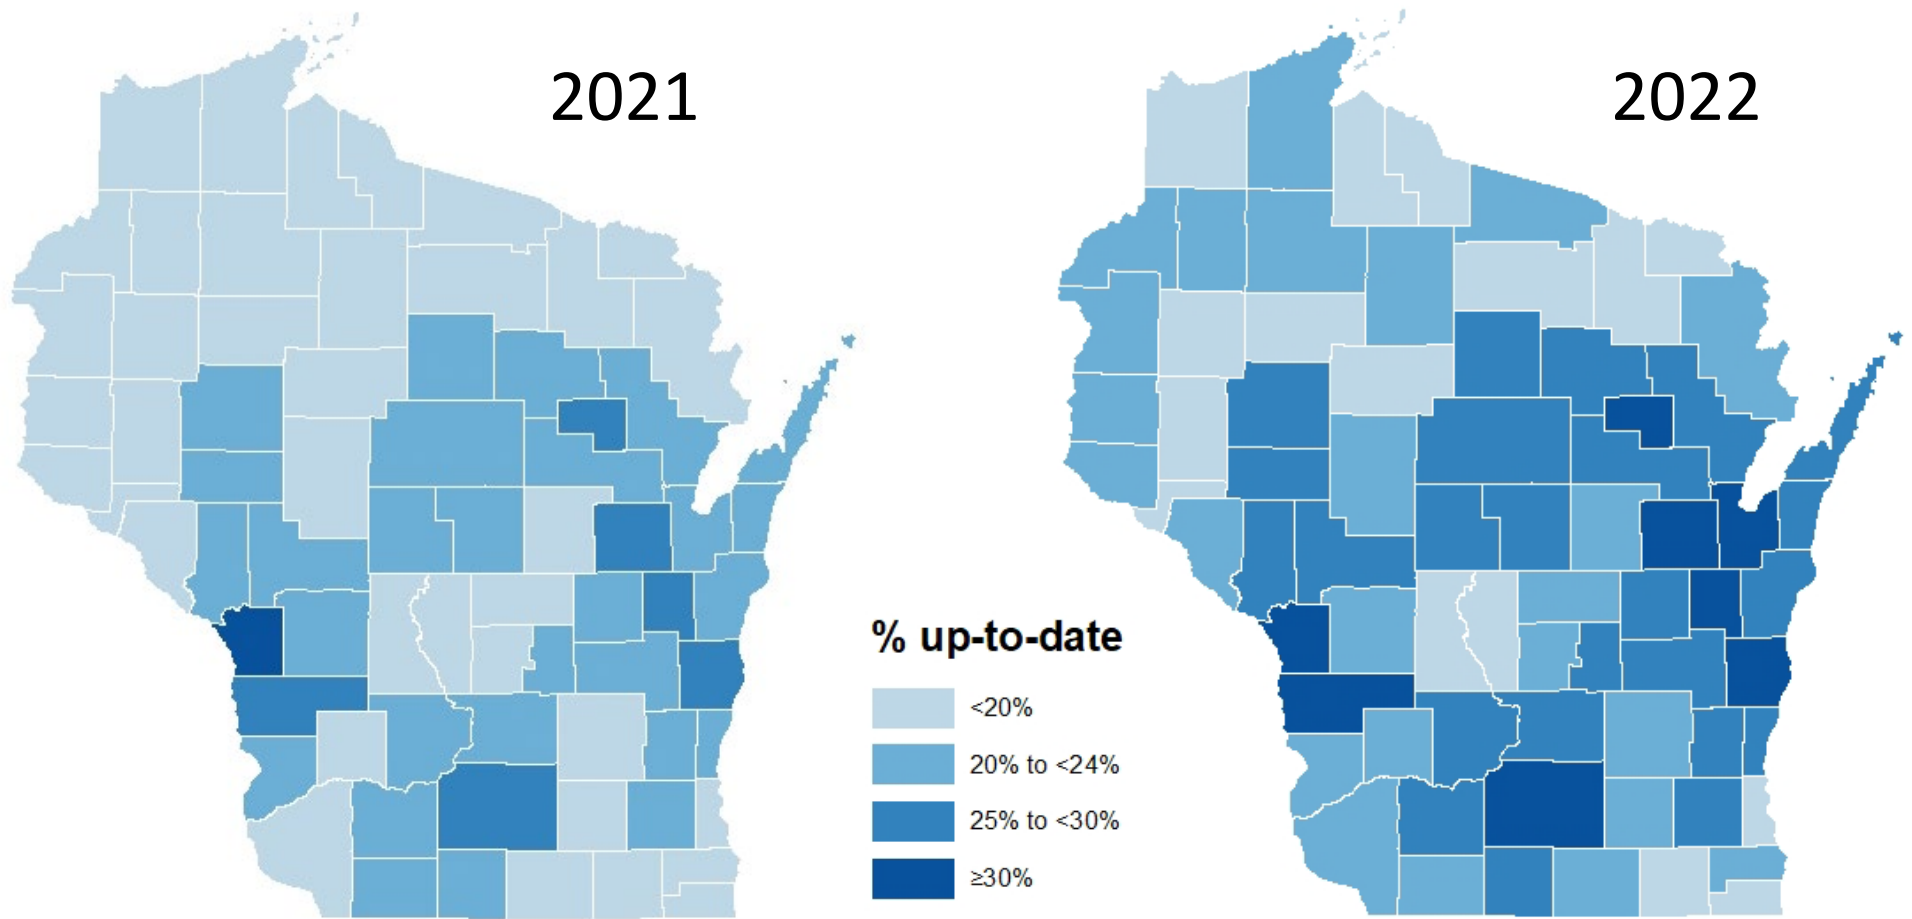 2021
2022
% up-to-date
<20%
20% to <24%
25% to <30%
≥30%